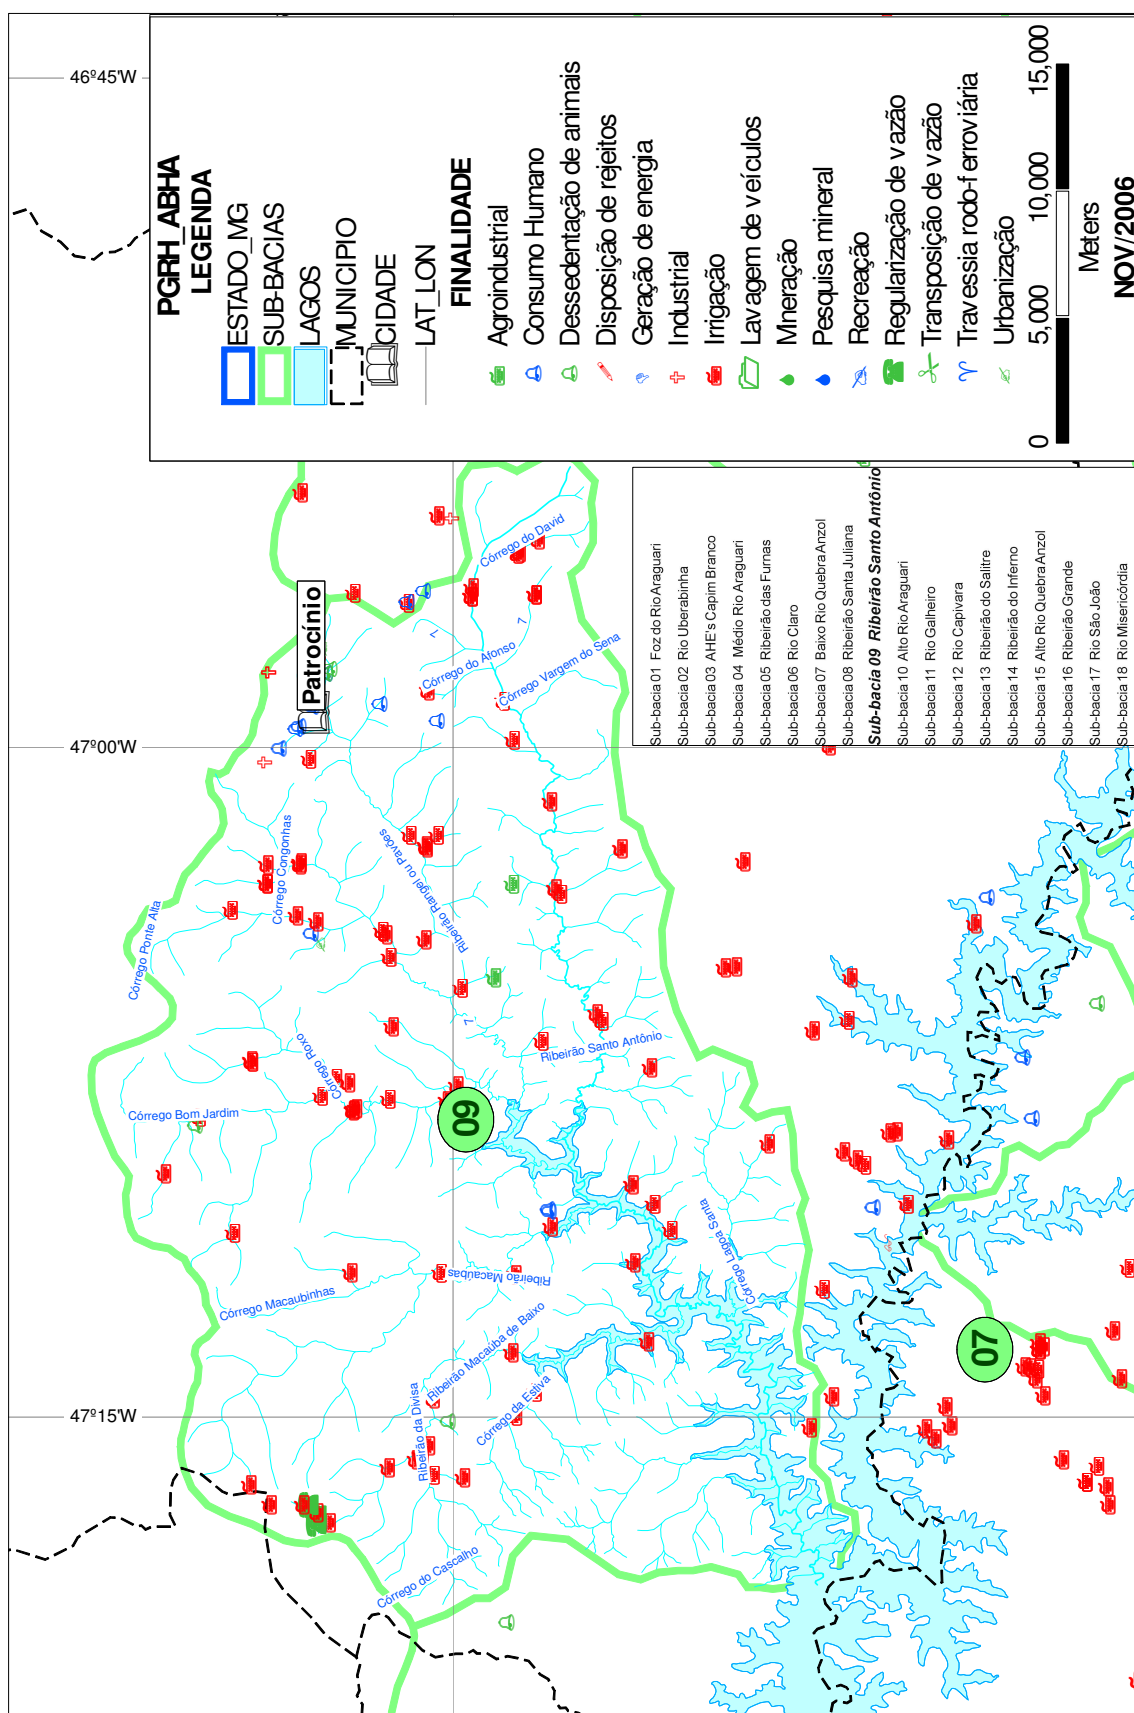 PGRH_ABHA
LEGENDA
ESTADO_MG
SUB-BACIAS
LAGOS
MUNICIPIO
CIDADE
LAT_LON
FINALIDADE
Agroindustrial
Consumo Humano
Dessedentação de animais
Disposição de rejeitos
Geração de energia
Industrial
Irrigação
Lavagem de veículos
Mineração
Pesquisa mineral
Recreação
Regularização de vazão
Transposição de vazão
Travessia rodo-ferroviária
Urbanização
0 5,000 10,000 15,000
Meters
NOV/2006
Sub-bacia 01 Foz do Rio Araguari
Sub-bacia 02 Rio Uberabinha
Sub-bacia 03 AHE's Capim Branco
Sub-bacia 04 Médio Rio Araguari
Sub-bacia 05 Ribeirão das Furnas
Sub-bacia 06 Rio Claro
Sub-bacia 07 Baixo Rio Quebra Anzol
Sub-bacia 08 Ribeirão Santa Juliana
Sub-bacia 09 Ribeirão Santo Antônio
Sub-bacia 10 Alto Rio Araguari
Sub-bacia 11 Rio Galheiro
Sub-bacia 12 Rio Capivara
Sub-bacia 13 Ribeirão do Salitre
Sub-bacia 14 Ribeirão do Inferno
Sub-bacia 15 Alto Rio Quebra Anzol
Sub-bacia 16 Ribeirão Grande
Sub-bacia 17 Rio São João
Sub-bacia 18 Rio Misericórdia
46º45'W
47º00'W
47º15'W
Patrocínio
Córrego do David
Córrego do Afonso
Córrego Vargem do Sena
Córrego Congonhas
Ribeirão Rangel ou Pavões
Córrego Ponte Alta
Córrego Roxo
Ribeirão Santo Antônio
Córrego Bom Jardim
09
Córrego Lagoa Santa
Ribeirão Macaúbas
Córrego Macaubinhas
Ribeirão Macaúba de Baixo
Ribeirão da Divisa
Córrego da Estiva
Córrego do Cascalho
07